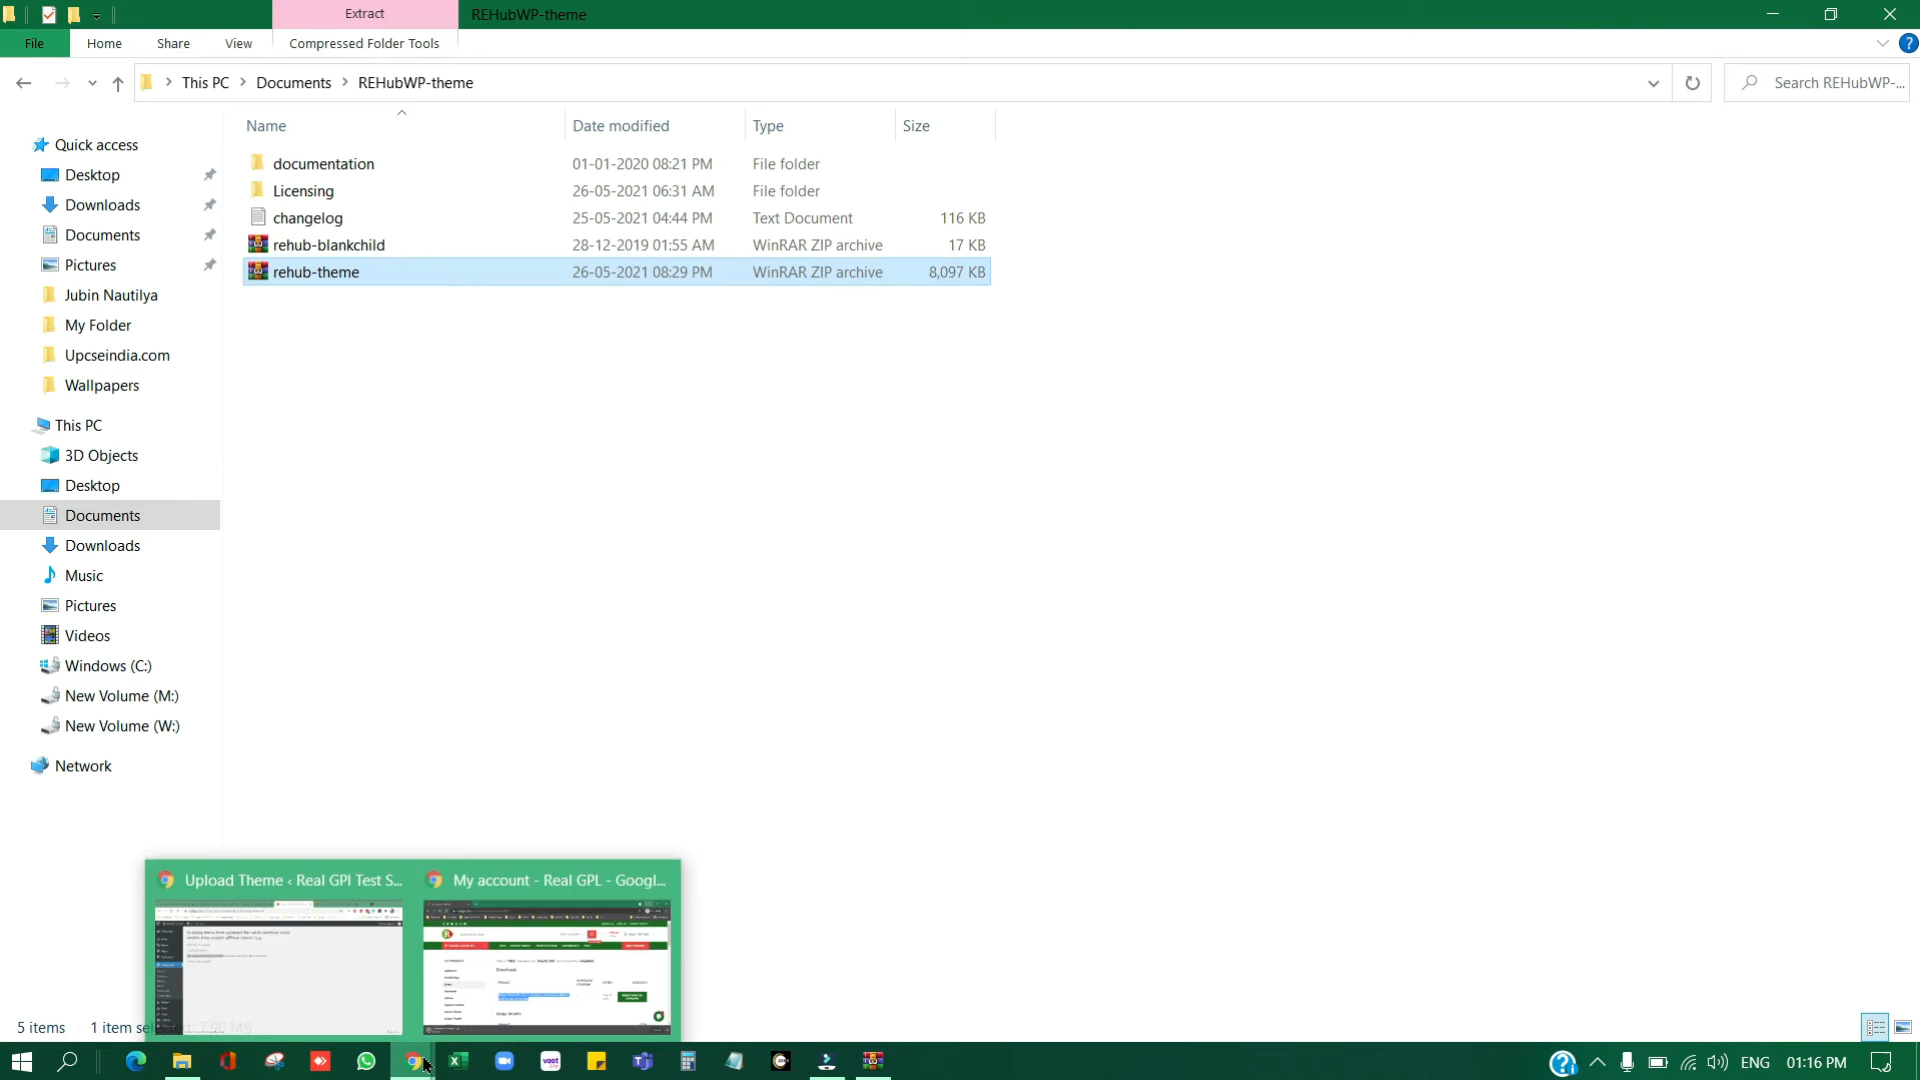 Extract
REHubWP-theme
File
Home
Share
View
Compressed Folder Tools
This PC
Documents
REHubWP-theme
Search REHubWP-...
Name
Date modified
Type
Size
documentation
01-01-2020 08:21 PM
File folder
Licensing
26-05-2021 06:31 AM
File folder
changelog
25-05-2021 04:44 PM
Text Document
116 KB
rehub-blankchild
28-12-2019 01:55 AM
WinRAR ZIP archive
17 KB
rehub-theme
26-05-2021 08:29 PM
WinRAR ZIP archive
8,097 KB
Quick access
Desktop
Downloads
Documents
Pictures
Jubin Nautilya
My Folder
Upcseindia.com
Wallpapers
This PC
3D Objects
Desktop
Documents
Downloads
Music
Pictures
Videos
Windows (C:)
New Volume (M:)
New Volume (W:)
Network
Upload Theme ‹ Real GPl Test S...
My account - Real GPL - Googl...
5 items
1 item selected 7.90 MB
voot
ENG
01:16 PM